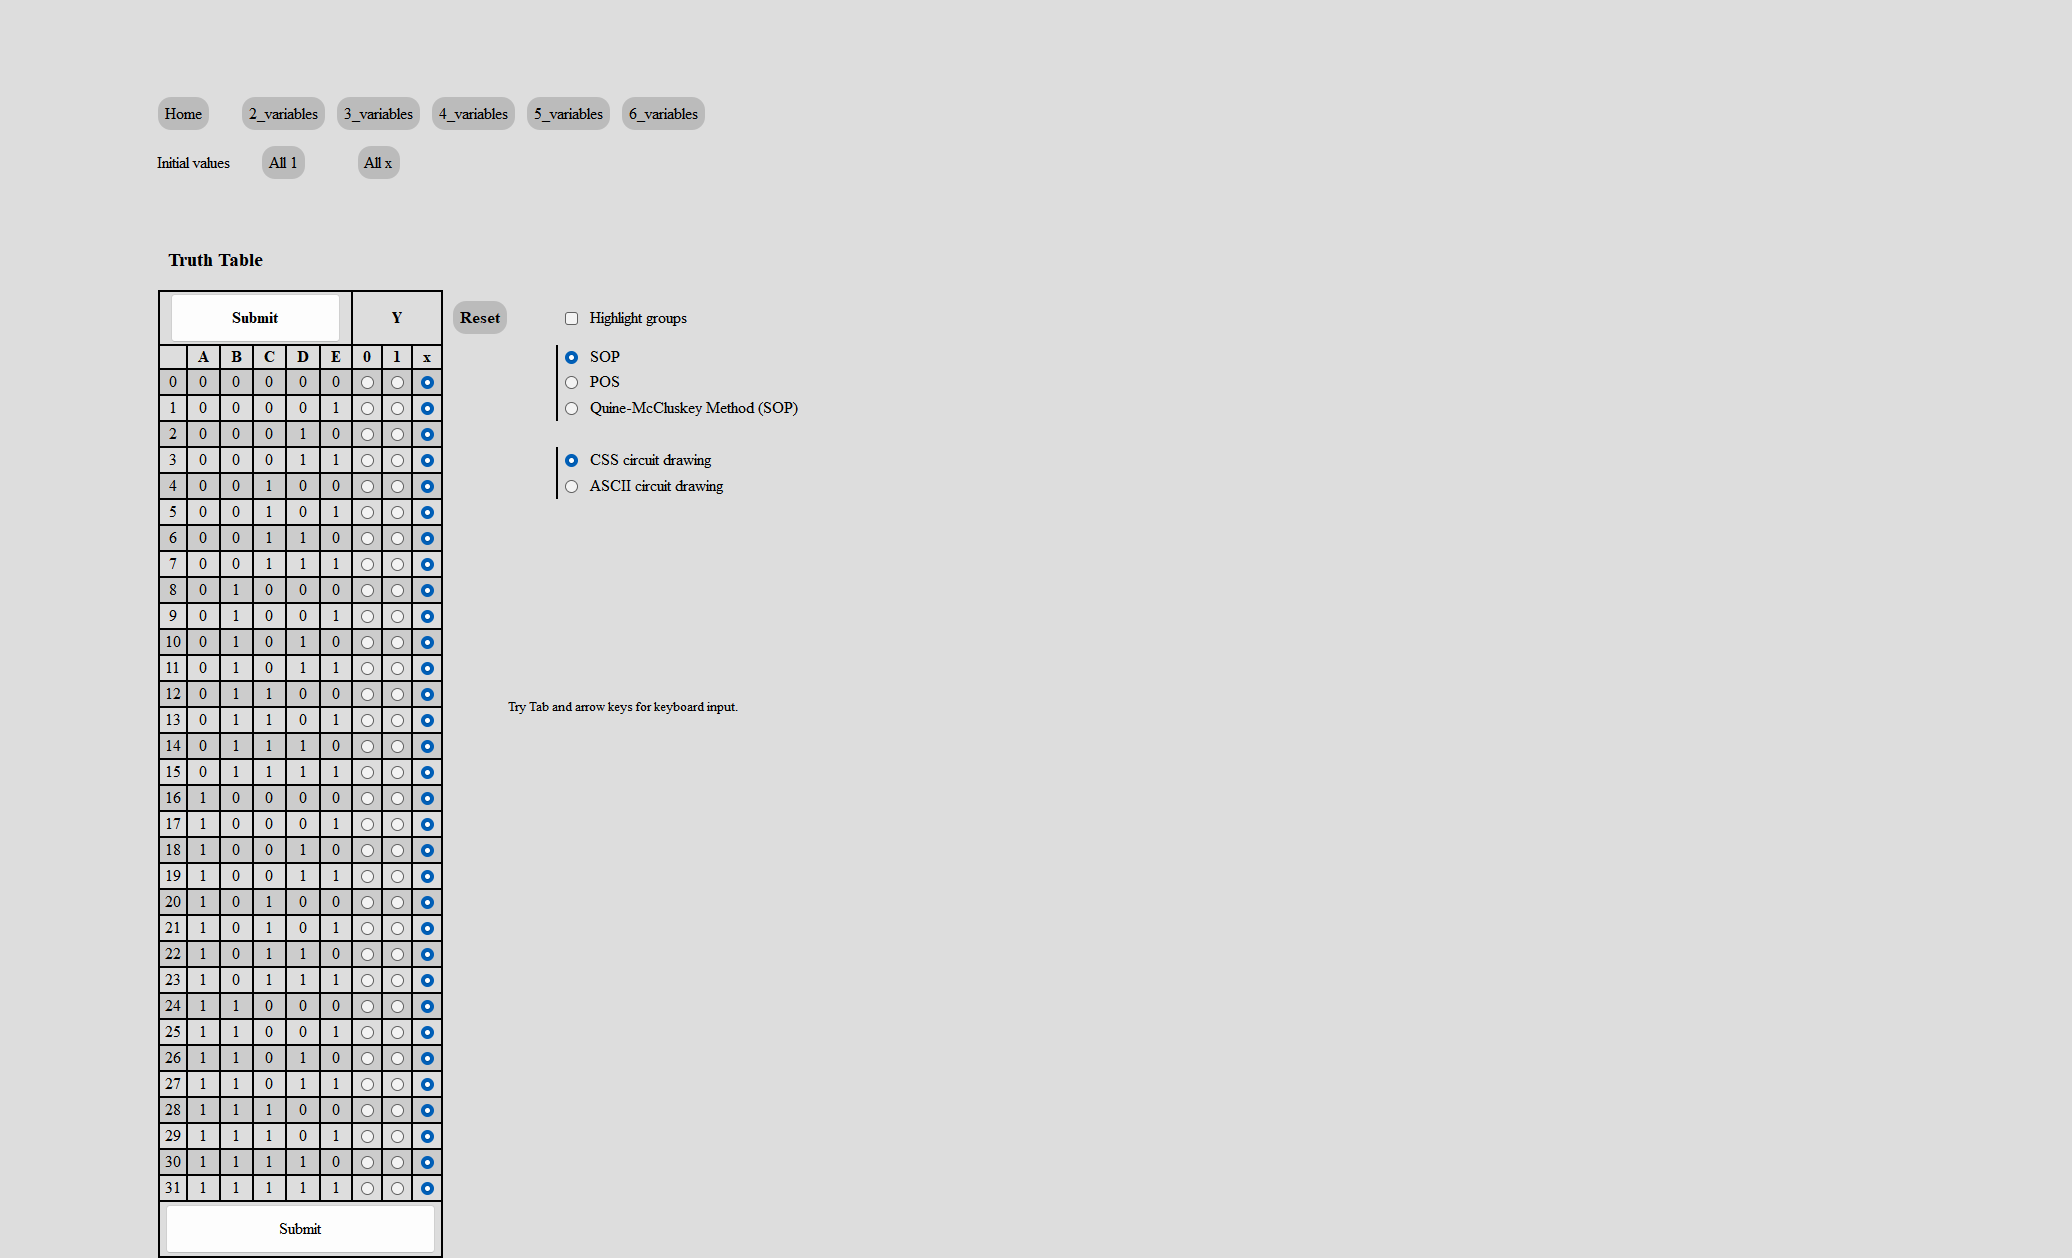 Home 2_variables 3_variables 4_variables 5_variables 6_variables
Initial values All 1 All x
Truth Table
Submit Y Reset Highlight groups
A B C D E 0 1 x SOP
0 0 0 0 0 0 POS
1 0 0 0 0 1 Quine-McCluskey Method (SOP)
2 0 0 0 1 0
3 0 0 0 1 1 CSS circuit drawing
4 0 0 1 0 0 ASCII circuit drawing
5 0 0 1 0 1
6 0 0 1 1 0
7 0 0 1 1 1
8 0 1 0 0 0
9 0 1 0 0 1
10 0 1 0 1 0
11 0 1 0 1 1
12 0 1 1 0 0
Try Tab and arrow keys for keyboard input.
13 0 1 1 0 1
14 0 1 1 1 0
15 0 1 1 1 1
16 1 0 0 0 0
17 1 0 0 0 1
18 1 0 0 1 0
19 1 0 0 1 1
20 1 0 1 0 0
21 1 0 1 0 1
22 1 0 1 1 0
23 1 0 1 1 1
24 1 1 0 0 0
25 1 1 0 0 1
26 1 1 0 1 0
27 1 1 0 1 1
28 1 1 1 0 0
29 1 1 1 0 1
30 1 1 1 1 0
31 1 1 1 1 1
Submit